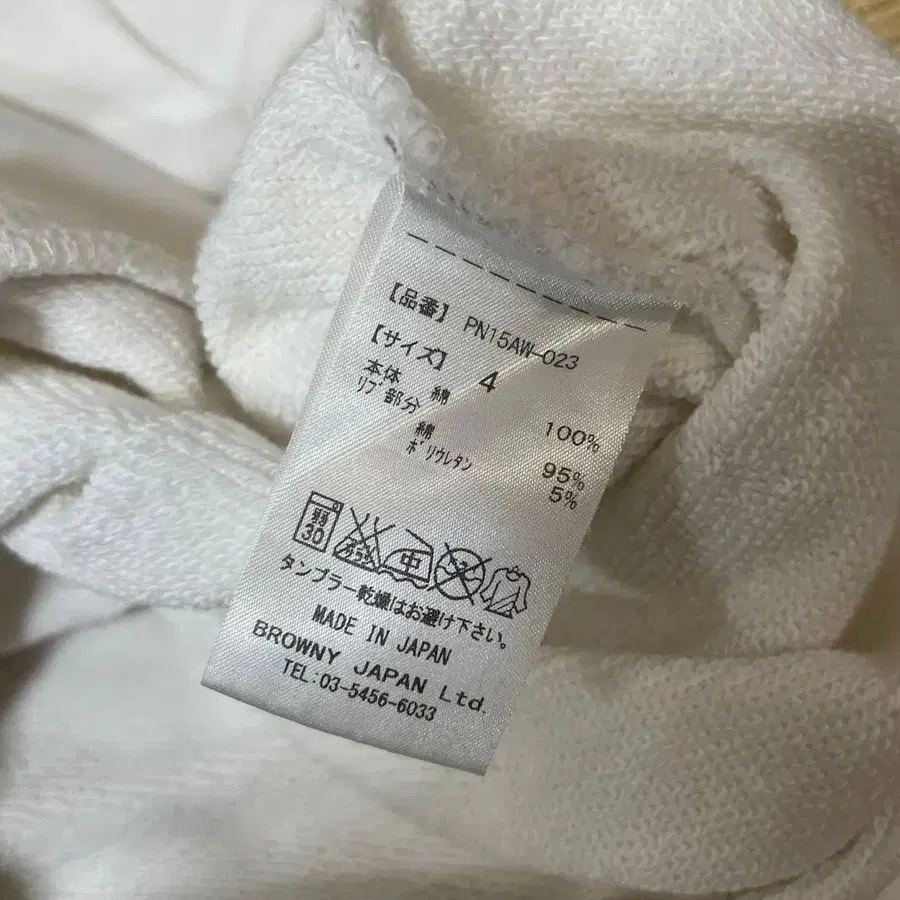 【品番】 PN15AW-023
【サイズ】 4
本体 綿 100%
リブ部分
綿 95%
ポリウレタン 5%
弱
30
中
タンブラー乾燥はお避け下さい。
MADE IN JAPAN
BROWNY JAPAN Ltd.
TEL:03-5456-6033